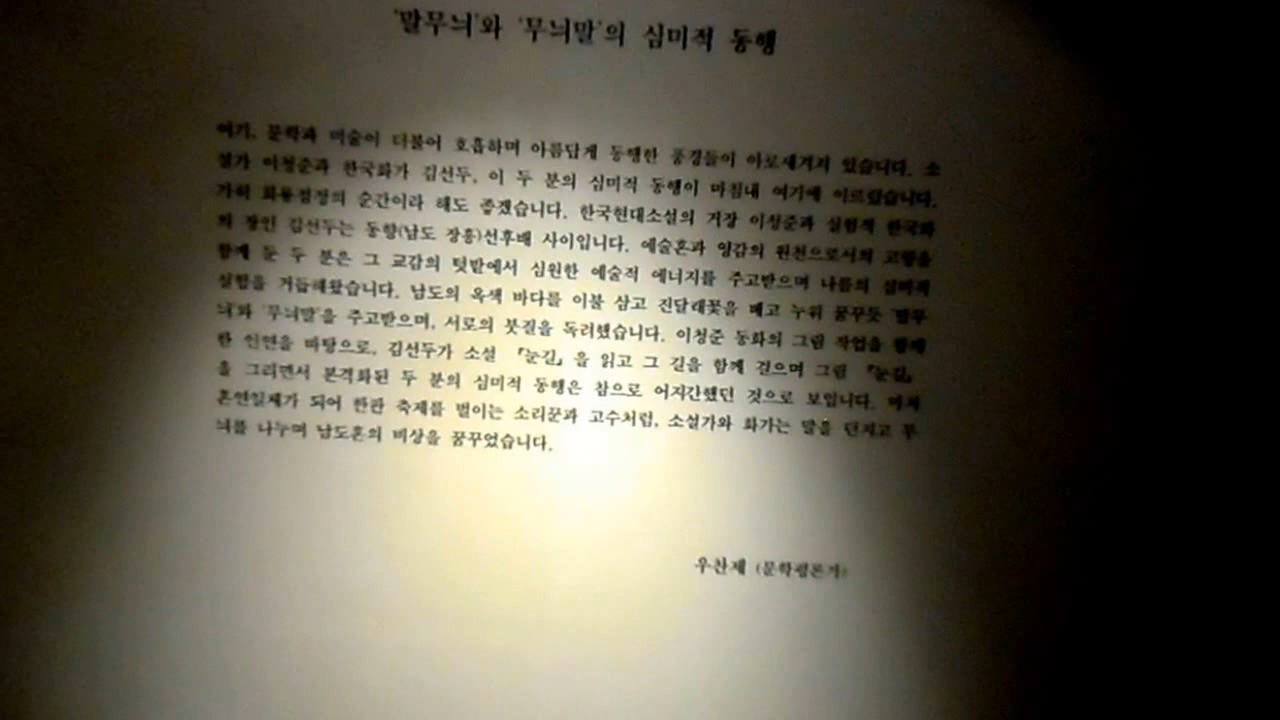 '말무늬'와 '무늬말'의 심미적 동행
여기, 문학과 미술이 더불어 호흡하며 아름답게 동행한 풍경들이 아로새겨져 있습니다. 소
설가 이청준과 한국화가 김선두, 이 두 분의 심미적 동행이 마침내 여기에 이르렀습니다.
가히 화룡점정의 순간이라 해도 좋겠습니다. 한국현대소설의 거장 이청준과 실험적 한국화
의 장인 김선두는 동향(남도 장흥)선후배 사이입니다. 예술혼과 영감의 원천으로서의 고향을
함께 둔 두 분은 그 교감의 텃밭에서 심원한 예술적 에너지를 주고받으며 나름의 심미적
실험을 거듭해왔습니다. 남도의 옥색 바다를 이불 삼고 진달래꽃을 베고 누워 꿈꾸듯 '말무
늬'와 '무늬말'을 주고받으며, 서로의 붓질을 독려했습니다. 이청준 동화의 그림 작업을 함께
한 인연을 바탕으로, 김선두가 소설 『눈길』을 읽고 그 길을 함께 걸으며 그림 『눈길』
을 그리면서 본격화된 두 분의 심미적 동행은 참으로 어지간했던 것으로 보입니다. 마치
혼연일체가 되어 한판 축제를 벌이는 소리꾼과 고수처럼, 소설가와 화가는 말을 던지고 무
늬를 나누며 남도혼의 비상을 꿈꾸었습니다.
우찬제 (문학평론가)